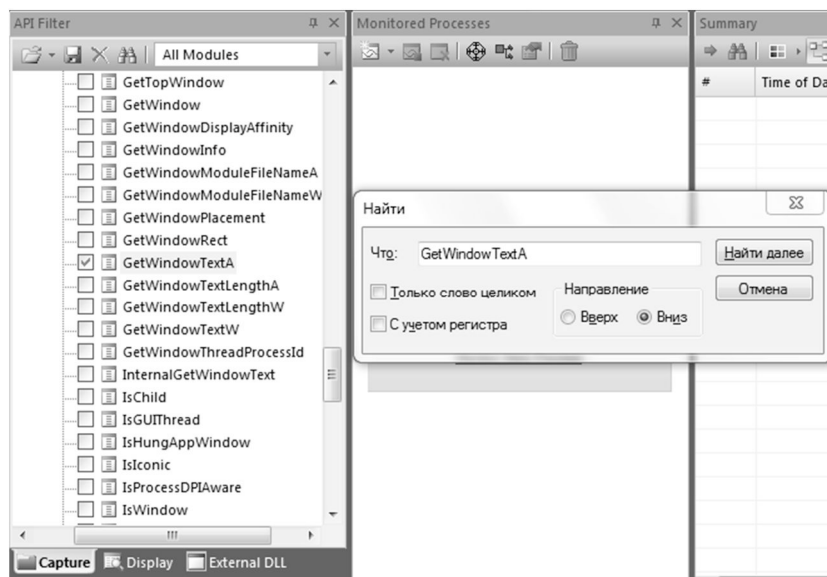 API Filter
All Modules
GetTopWindow
GetWindow
GetWindowDisplayAffinity
GetWindowInfo
GetWindowModuleFileNameA
GetWindowModuleFileNameW
GetWindowPlacement
GetWindowRect
GetWindowTextA
GetWindowTextLengthA
GetWindowTextLengthW
GetWindowTextW
GetWindowThreadProcessId
InternalGetWindowText
IsChild
IsGUIThread
IsHungAppWindow
IsIconic
IsProcessDPIAware
IsWindow
Capture Display External DLL
Monitored Processes
Summary
# Time of Da
Найти
Что: GetWindowTextA
Найти далее
Только слово целиком
С учетом регистра
Направление
Вверх Вниз
Отмена